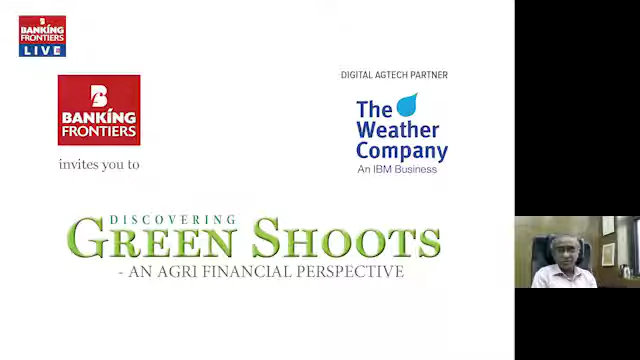 BANKING
FRONTIERS
LIVE
DIGITAL AGTECH PARTNER
B
BANKING
FRONTIERS
The
Weather
Company
An IBM Business
invites you to
DISCOVERING
GREEN SHOOTS
- AN AGRI FINANCIAL PERSPECTIVE